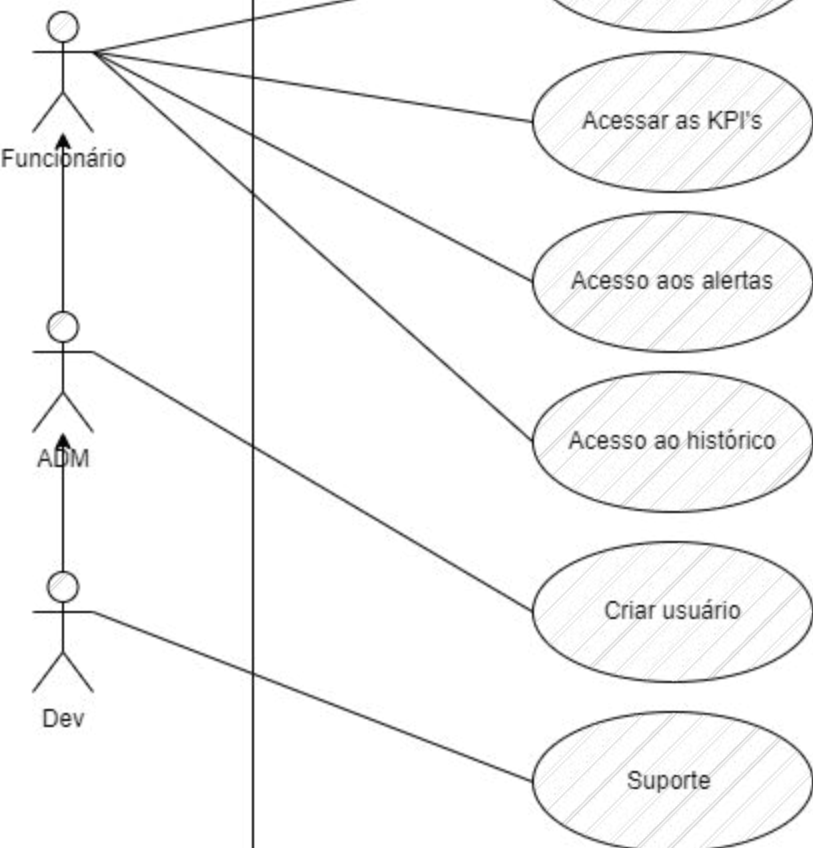 Acessar as KPI's
Funcionário
Acesso aos alertas
Acesso ao histórico
ADM
Criar usuário
Dev
Suporte